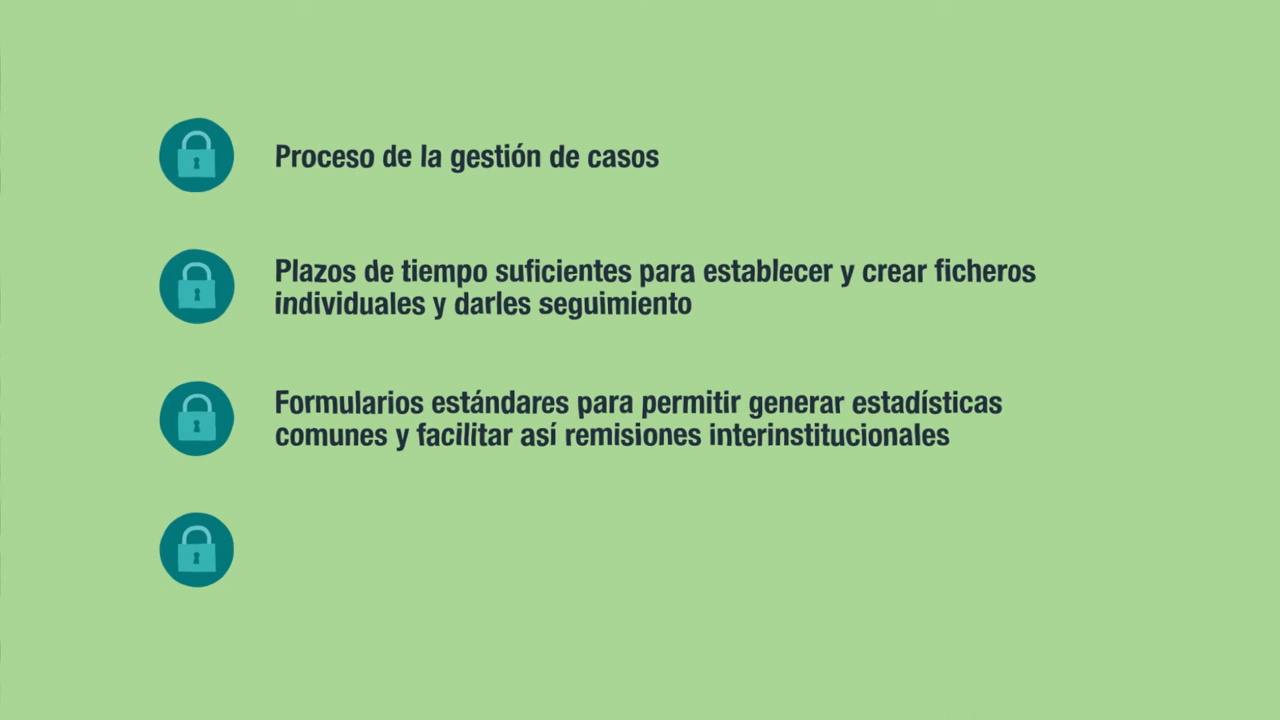 Proceso de la gestión de casos
Plazos de tiempo suficientes para establecer y crear ficheros
individuales y darles seguimiento
Formularios estándares para permitir generar estadísticas
comunes y facilitar así remisiones interinstitucionales